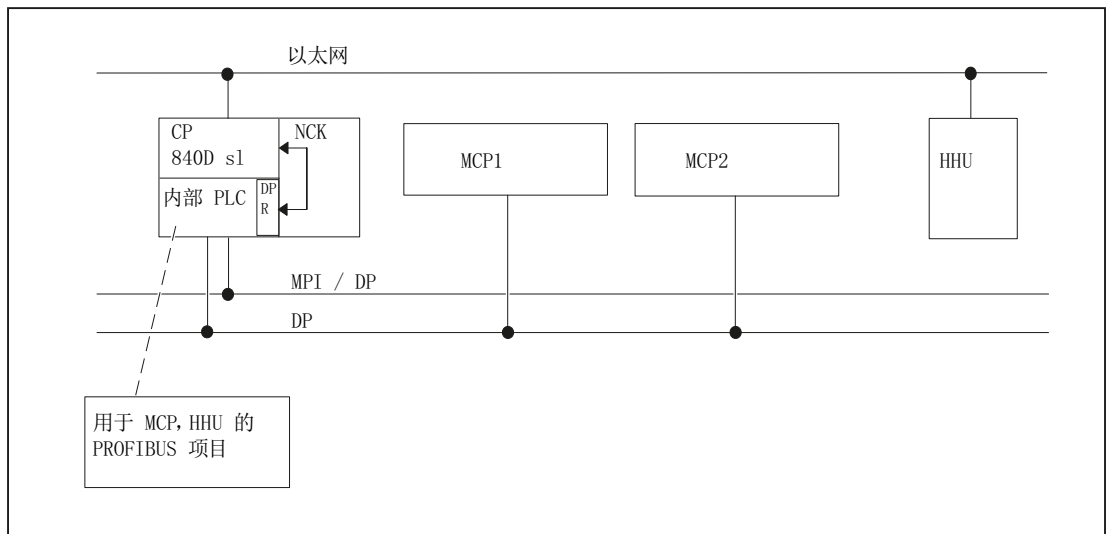 以太网
CP
840D sl
NCK
内部 PLC
DP
R
MCP1
MCP2
HHU
MPI / DP
DP
用于 MCP, HHU 的
PROFIBUS 项目